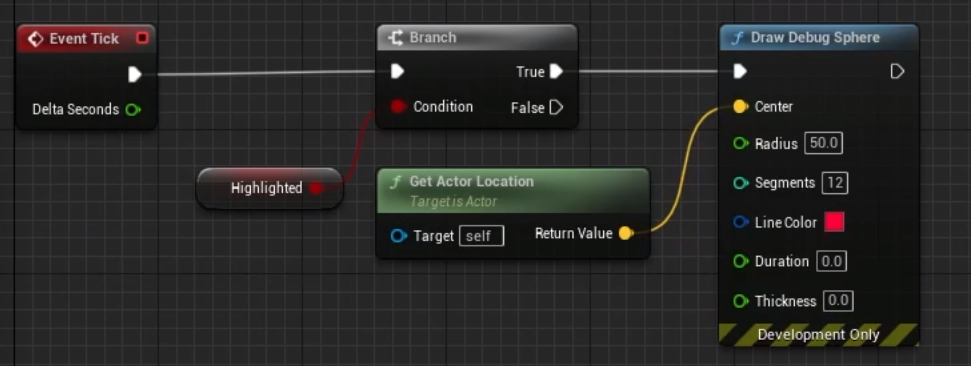 Event Tick
Delta Seconds
Branch
True
Condition
False
Highlighted
f Get Actor Location
Target is Actor
Target self
Return Value
f Draw Debug Sphere
Center
Radius 50.0
Segments 12
Line Color
Duration 0.0
Thickness 0.0
Development Only